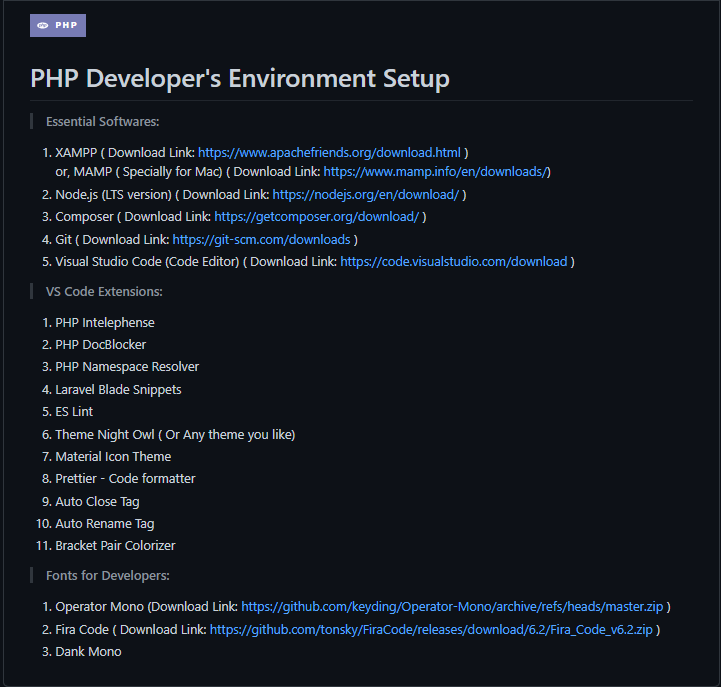 php PHP
PHP Developer's Environment Setup
Essential Softwares:
1. XAMPP ( Download Link: https://www.apachefriends.org/download.html )
or, MAMP ( Specially for Mac) ( Download Link: https://www.mamp.info/en/downloads/)
2. Node.js (LTS version) ( Download Link: https://nodejs.org/en/download/ )
3. Composer ( Download Link: https://getcomposer.org/download/ )
4. Git ( Download Link: https://git-scm.com/downloads )
5. Visual Studio Code (Code Editor) ( Download Link: https://code.visualstudio.com/download )
VS Code Extensions:
1. PHP Intelephense
2. PHP DocBlocker
3. PHP Namespace Resolver
4. Laravel Blade Snippets
5. ES Lint
6. Theme Night Owl ( Or Any theme you like)
7. Material Icon Theme
8. Prettier - Code formatter
9. Auto Close Tag
10. Auto Rename Tag
11. Bracket Pair Colorizer
Fonts for Developers:
1. Operator Mono (Download Link: https://github.com/keyding/Operator-Mono/archive/refs/heads/master.zip )
2. Fira Code ( Download Link: https://github.com/tonsky/FiraCode/releases/download/6.2/Fira_Code_v6.2.zip )
3. Dank Mono